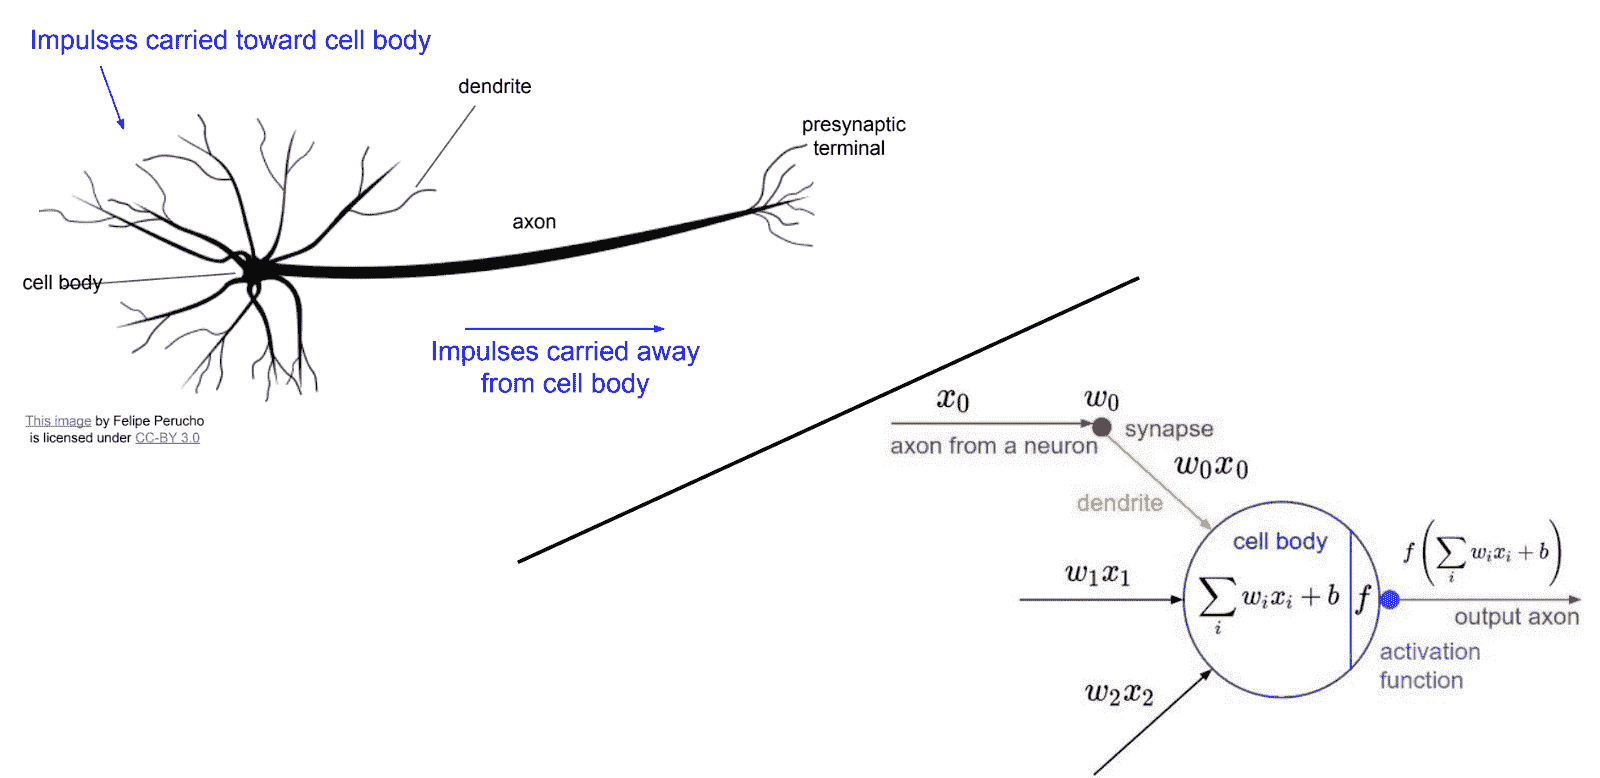 Impulses carried toward cell body
dendrite
presynaptic
terminal
axon
cell body
Impulses carried away
from cell body
This image by Felipe Perucho
is licensed under CC-BY 3.0
x₀
w₀
axon from a neuron
synapse
w₀x₀
dendrite
cell body
f(∑ᵢ wᵢxᵢ + b)
w₁x₁
∑ᵢ wᵢxᵢ + b
f
output axon
activation
function
w₂x₂